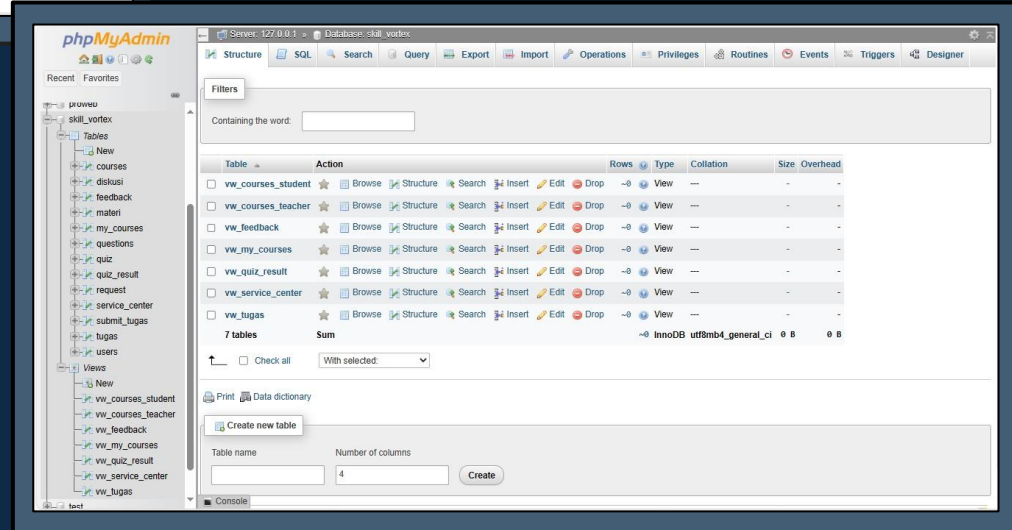 phpMyAdmin
Recent Favorites
proweb
skill_vortex
Tables
New
courses
diskusi
feedback
materi
my_courses
questions
quiz
quiz_result
request
service_center
submit_tugas
tugas
users
Views
New
vw_courses_student
vw_courses_teacher
vw_feedback
vw_my_courses
vw_quiz_result
vw_service_center
vw_tugas
test
Server: 127.0.0.1 » Database: skill_vortex
Structure SQL Search Query Export Import Operations Privileges Routines Events Triggers Designer
Filters
Containing the word:
Table Action Rows Type Collation Size Overhead
vw_courses_student Browse Structure Search Insert Edit Drop ~0 View --- - -
vw_courses_teacher Browse Structure Search Insert Edit Drop ~0 View --- - -
vw_feedback Browse Structure Search Insert Edit Drop ~0 View --- - -
vw_my_courses Browse Structure Search Insert Edit Drop ~0 View --- - -
vw_quiz_result Browse Structure Search Insert Edit Drop ~0 View --- - -
vw_service_center Browse Structure Search Insert Edit Drop ~0 View --- - -
vw_tugas Browse Structure Search Insert Edit Drop ~0 View --- - -
7 tables Sum ~0 InnoDB utf8mb4_general_ci 0 B 0 B
Check all With selected:
Print Data dictionary
Create new table
Table name Number of columns
4 Create
Console